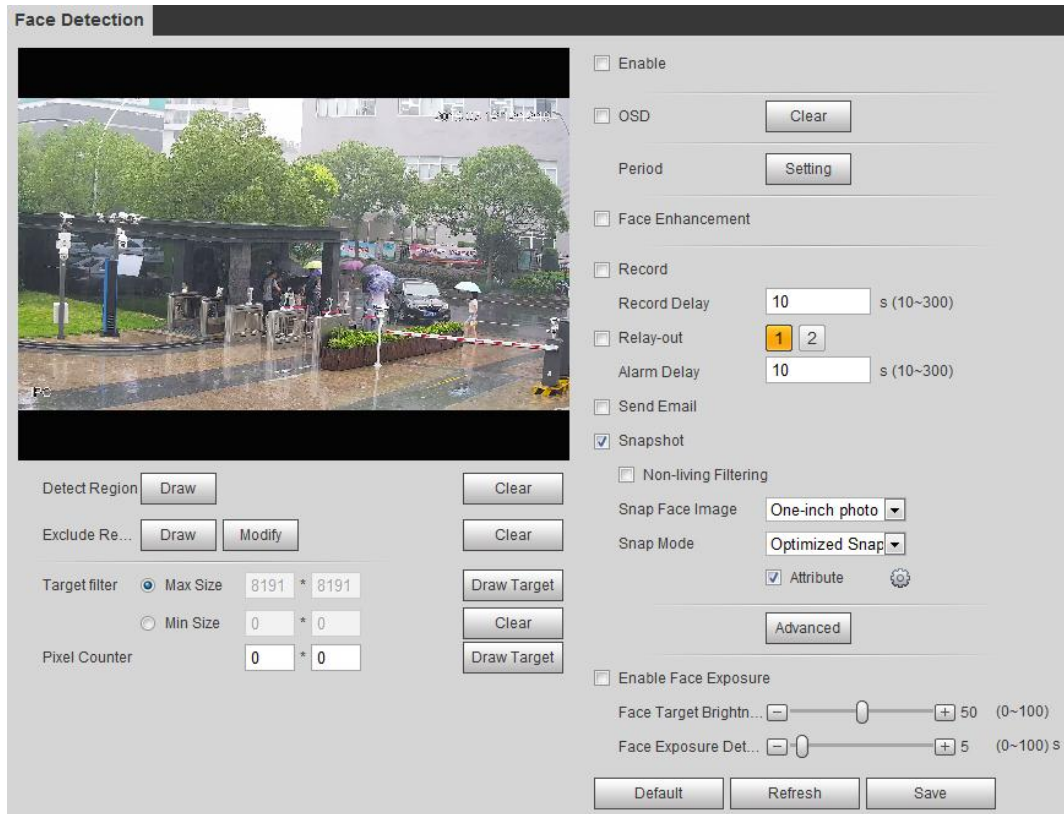 Face Detection
Enable
OSD Clear
Period Setting
Face Enhancement
Record
Record Delay 10 s (10~300)
Relay-out 1 2
Alarm Delay 10 s (10~300)
Send Email
Snapshot
Non-living Filtering
Snap Face Image One-inch photo
Snap Mode Optimized Snap
Attribute
Advanced
Enable Face Exposure
Face Target Brightn... 50 (0~100)
Face Exposure Det... 5 (0~100) s
Default Refresh Save
IPC
Detect Region Draw Clear
Exclude Re... Draw Modify Clear
Target filter Max Size 8191 * 8191 Draw Target
Min Size 0 * 0 Clear
Pixel Counter 0 * 0 Draw Target